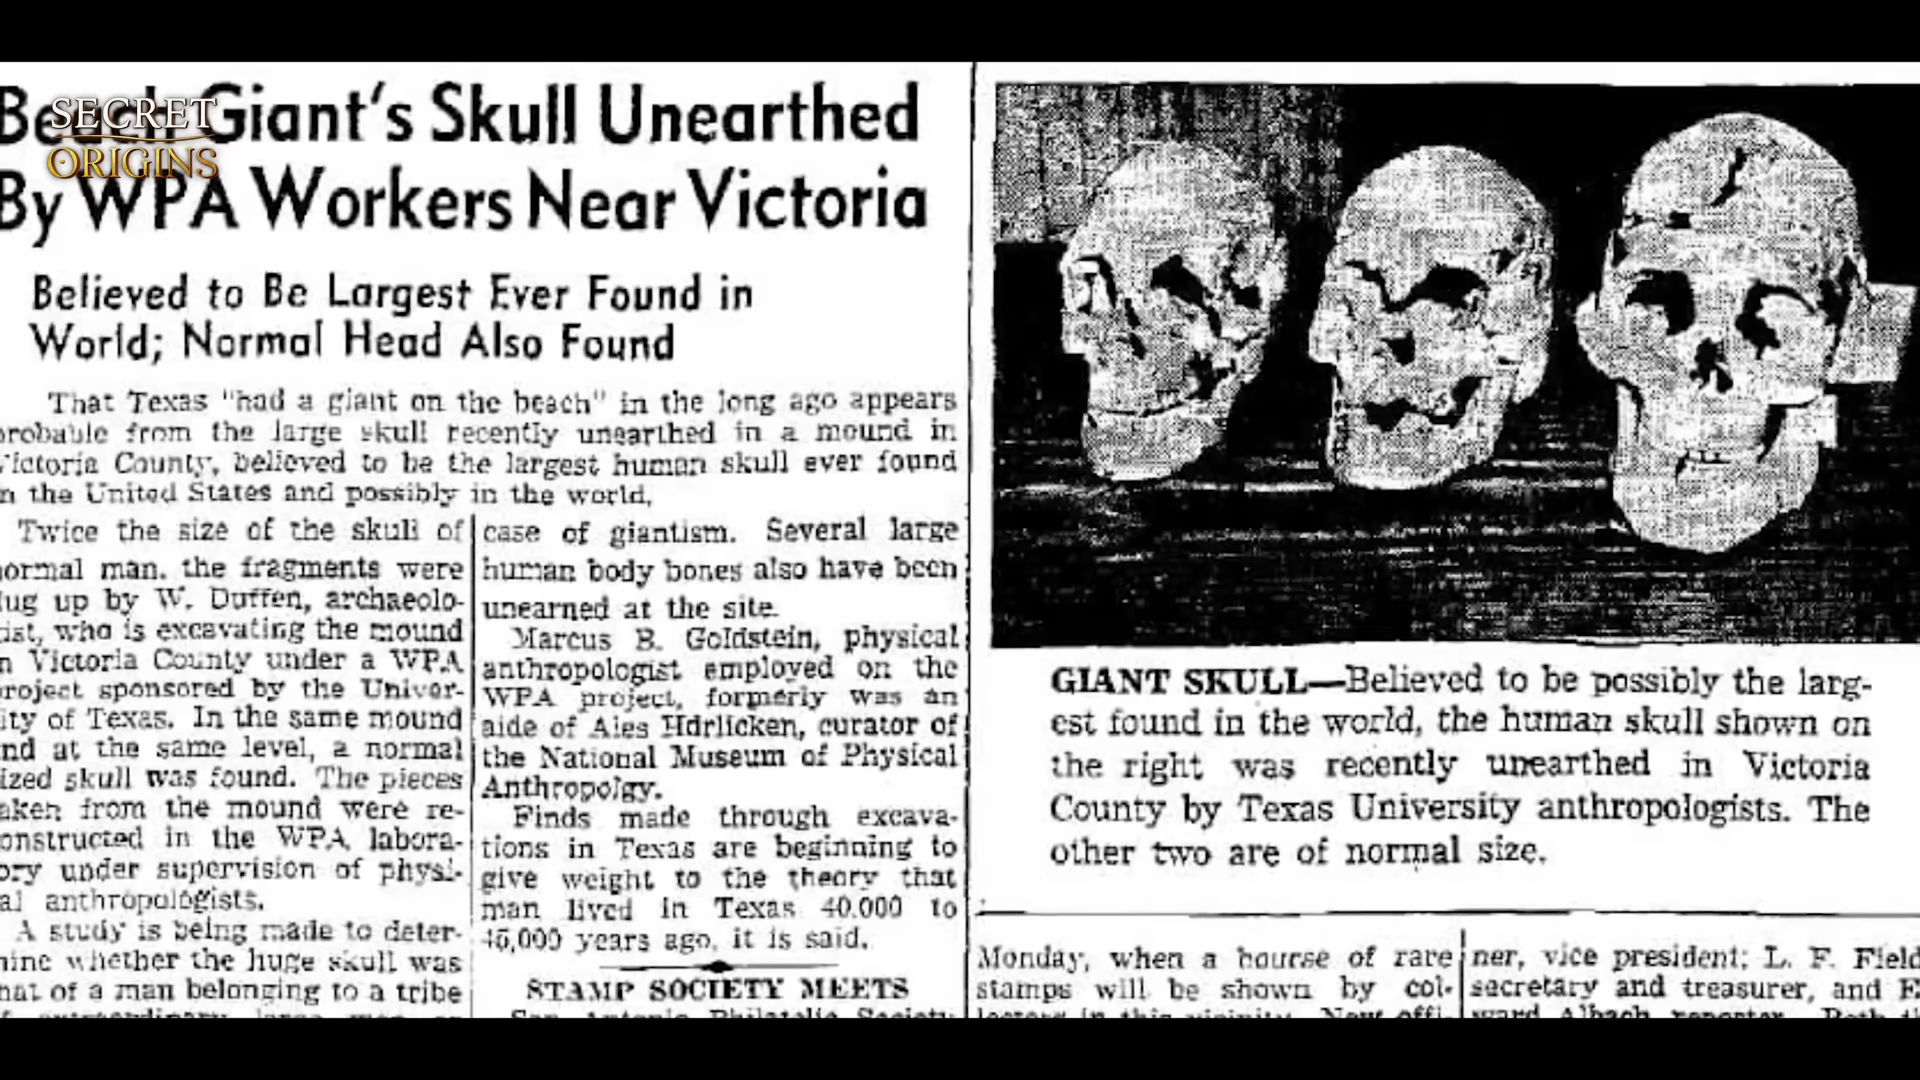 SECRET
ORIGINS
Giant's Skull Unearthed
By WPA Workers Near Victoria
Believed to Be Largest Ever Found in
World; Normal Head Also Found
That Texas "had a giant on the beach" in the long ago appears
probable from the large skull recently unearthed in a mound in
Victoria County, believed to be the largest human skull ever found
in the United States and possibly in the world.
Twice the size of the skull of
normal man, the fragments were
dug up by W. Duffen, archaeolo-
gist, who is excavating the mound
in Victoria County under a WPA
project sponsored by the Univer-
sity of Texas. In the same mound
and at the same level, a normal
sized skull was found. The pieces
taken from the mound were re-
constructed in the WPA labora-
tory under supervision of physi-
cal anthropologists.
A study is being made to deter-
mine whether the huge skull was
that of a man belonging to a tribe
case of giantism. Several large
human body bones also have been
unearned at the site.
Marcus B. Goldstein, physical
anthropologist employed on the
WPA project, formerly was an
aide of Ales Hdrlicken, curator of
the National Museum of Physical
Anthropolgy.
Finds made through excava-
tions in Texas are beginning to
give weight to the theory that
man lived in Texas 40,000 to
45,000 years ago, it is said.
STAMP SOCIETY MEETS
GIANT SKULL—Believed to be possibly the larg-
est found in the world, the human skull shown on
the right was recently unearthed in Victoria
County by Texas University anthropologists. The
other two are of normal size.
Monday, when a bourse of rare
stamps will be shown by col-
ner, vice president; L. F. Field
secretary and treasurer, and